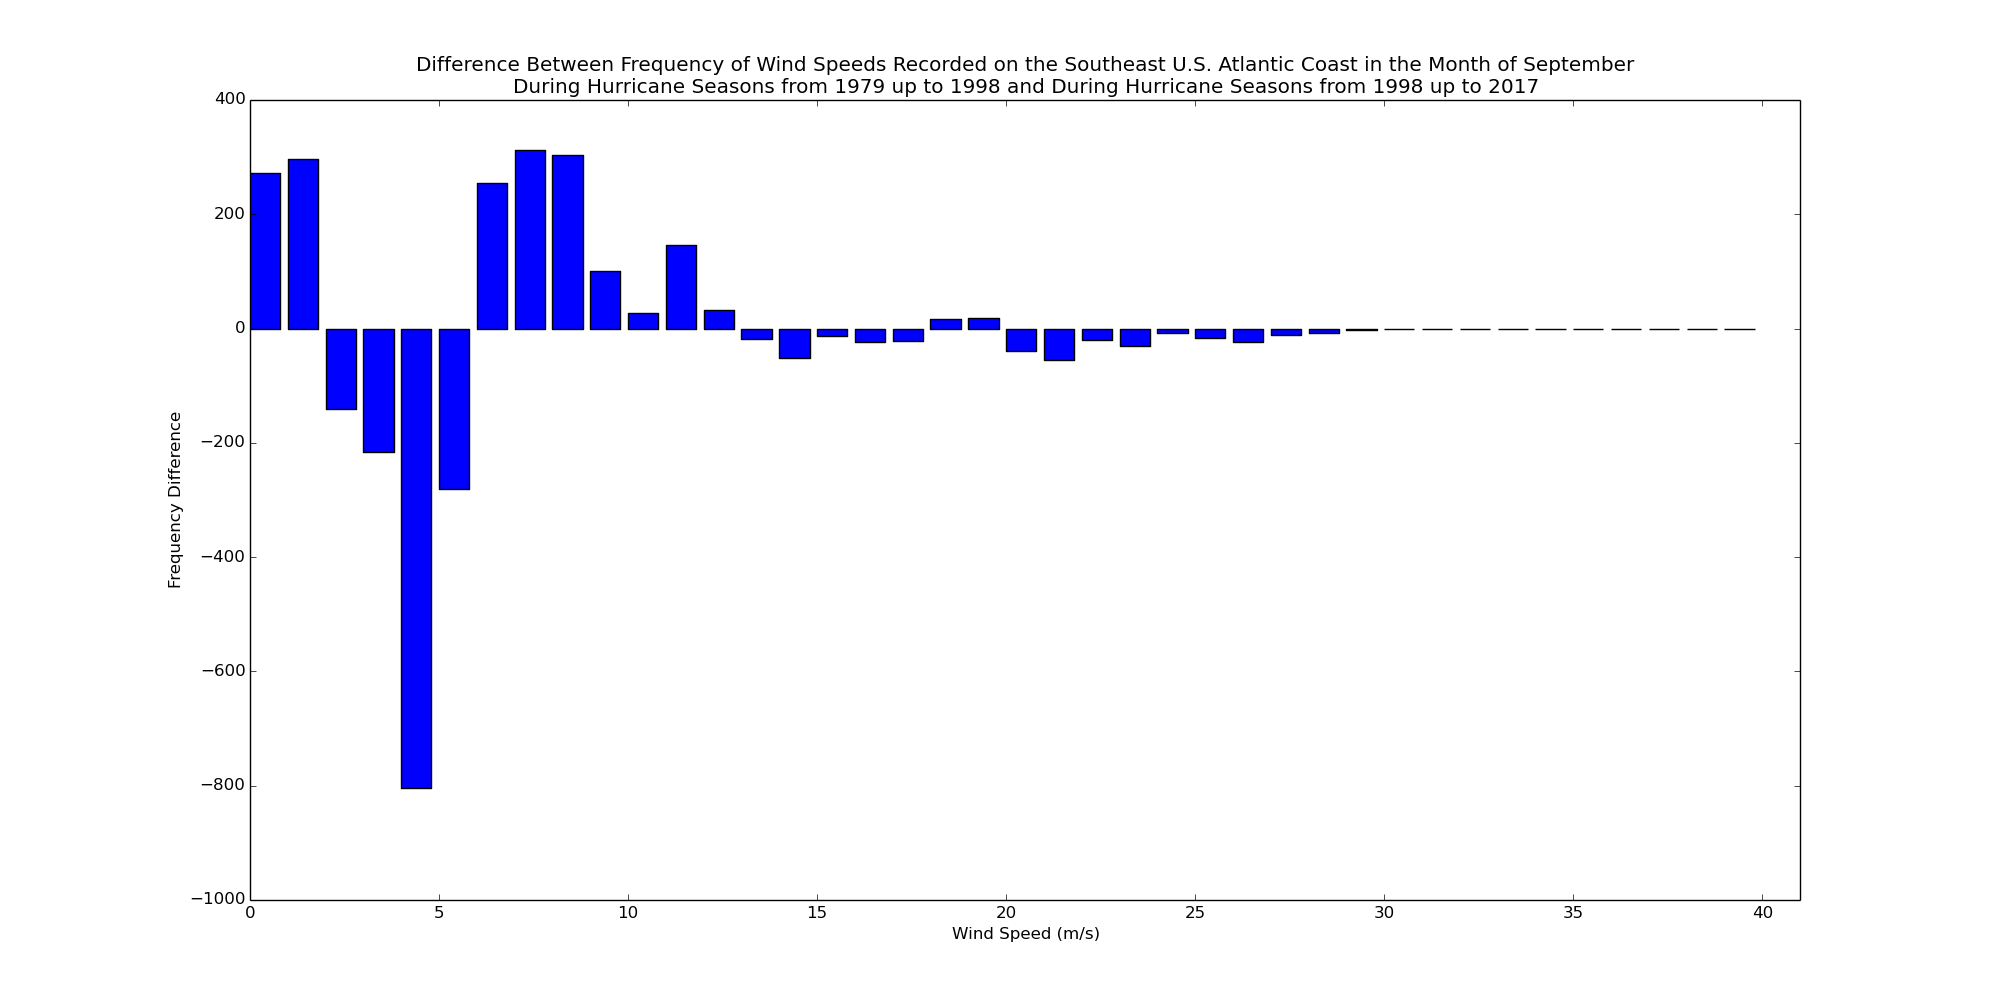 Difference Between Frequency of Wind Speeds Recorded on the Southeast U.S. Atlantic Coast in the Month of September
During Hurricane Seasons from 1979 up to 1998 and During Hurricane Seasons from 1998 up to 2017
400
200
0
−200
−400
−600
−800
−1000
Frequency Difference
0 5 10 15 20 25 30 35 40
Wind Speed (m/s)